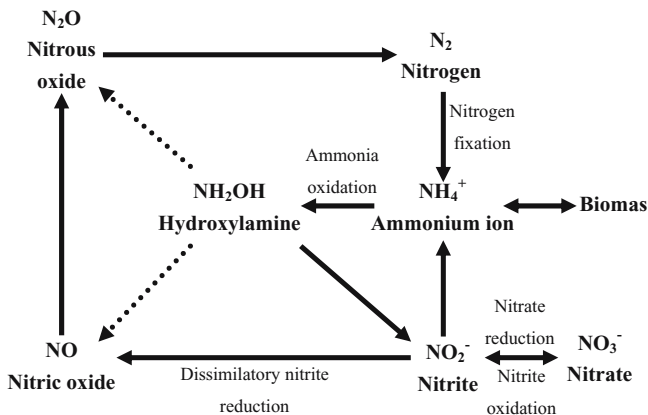 N₂O
Nitrous
oxide
N₂
Nitrogen
Nitrogen
fixation
Ammonia
oxidation
NH₂OH
Hydroxylamine
NH₄⁺
Ammonium ion
Biomas
NO
Nitric oxide
Dissimilatory nitrite
reduction
NO₂⁻
Nitrite
Nitrate
reduction
Nitrite
oxidation
NO₃⁻
Nitrate